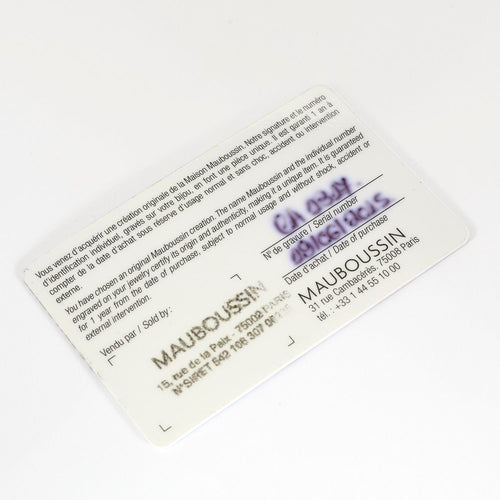 Vous venez d'acquérir une création originale de la Maison Mauboussin. Notre signature et le numéro
d'identification individuel, gravés sur votre bijou, en font une pièce unique. Il est garanti 1 an à
compter de la date d'achat sous réserve d'usage normal et sans choc, accident ou intervention
externe.
You have chosen an original Mauboussin creation. The name Mauboussin and the individual number
engraved on your jewelry certify its origin and authenticity, making it a unique item. It is guaranteed
for 1 year from the date of purchase, subject to normal usage and without shock, accident or
external intervention.
Vendu par / Sold by :
MAUBOUSSIN
15, rue de la Paix - 75002 PARIS
N°SIRET 542 106 307
N° de gravure / Serial number
Date d'achat / Date of purchase
MAUBOUSSIN
31 rue Cambacérès, 75008 Paris
tél. : +33 1 44 55 10 00